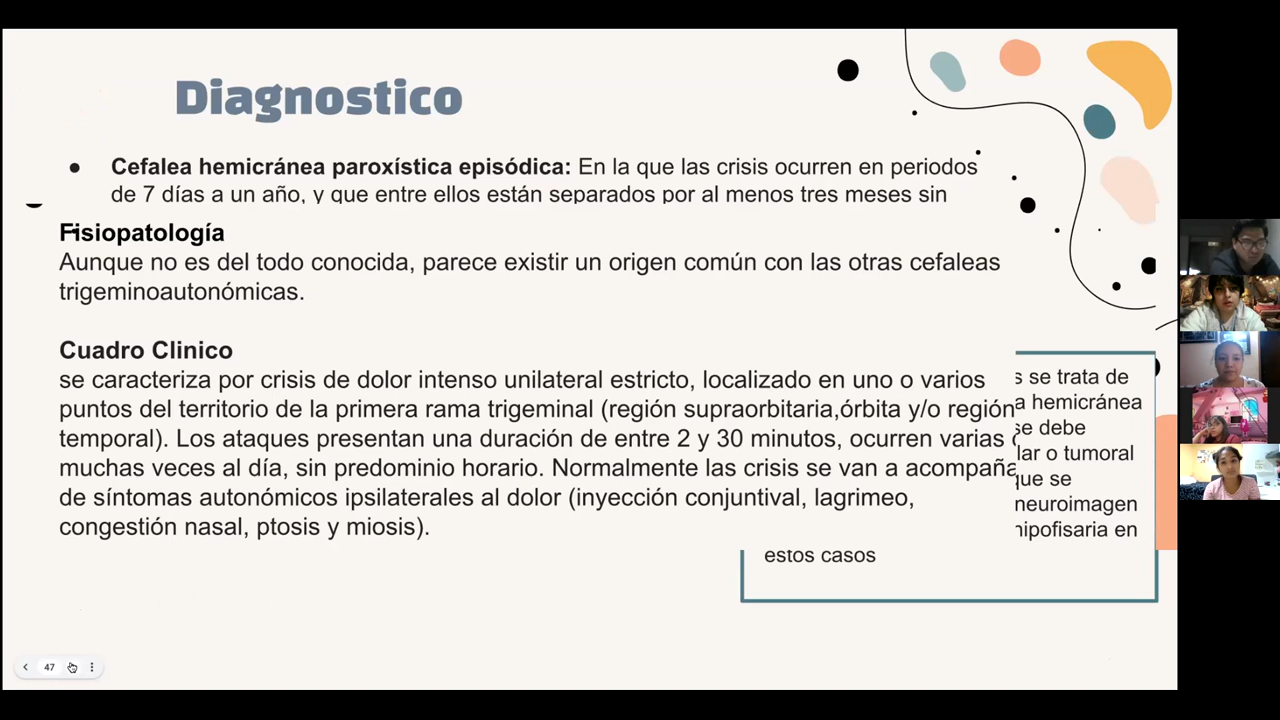 Diagnostico
● Cefalea hemicránea paroxística episódica: En la que las crisis ocurren en periodos
de 7 días a un año, y que entre ellos están separados por al menos tres meses sin
Fisiopatología
Aunque no es del todo conocida, parece existir un origen común con las otras cefaleas
trigeminoautonómicas.
Cuadro Clinico
se caracteriza por crisis de dolor intenso unilateral estricto, localizado en uno o varios
puntos del territorio de la primera rama trigeminal (región supraorbitaria,órbita y/o región
temporal). Los ataques presentan una duración de entre 2 y 30 minutos, ocurren varias
muchas veces al día, sin predominio horario. Normalmente las crisis se van a acompaña
de síntomas autonómicos ipsilaterales al dolor (inyección conjuntival, lagrimeo,
congestión nasal, ptosis y miosis).
s se trata de
a hemicránea
se debe
lar o tumoral
que se
neuroimagen
hipofisaria en
estos casos
47